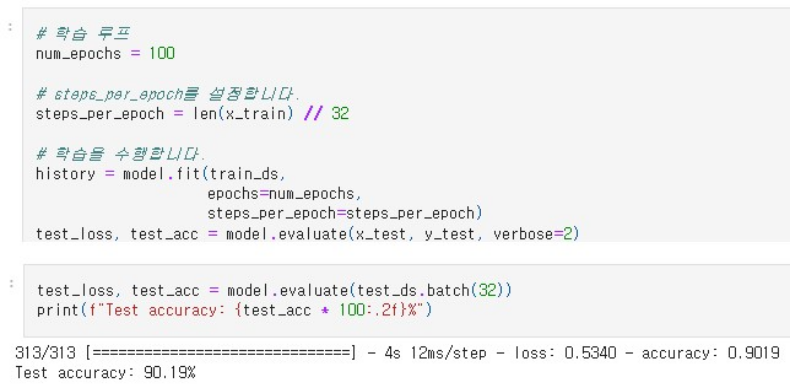 # 학습 루프
num_epochs = 100
# steps_per_epoch를 설정합니다.
steps_per_epoch = len(x_train) // 32
# 학습을 수행합니다.
history = model.fit(train_ds,
epochs=num_epochs,
steps_per_epoch=steps_per_epoch)
test_loss, test_acc = model.evaluate(x_test, y_test, verbose=2)
test_loss, test_acc = model.evaluate(test_ds.batch(32))
print(f"Test accuracy: {test_acc * 100:.2f}%")
313/313 [==============================] - 4s 12ms/step - loss: 0.5340 - accuracy: 0.9019
Test accuracy: 90.19%